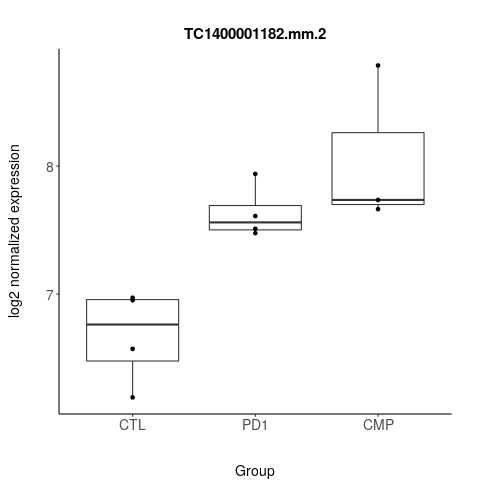 TC1400001182.mm.2
log2 normalized expression
8
7
CTL PD1 CMP
Group